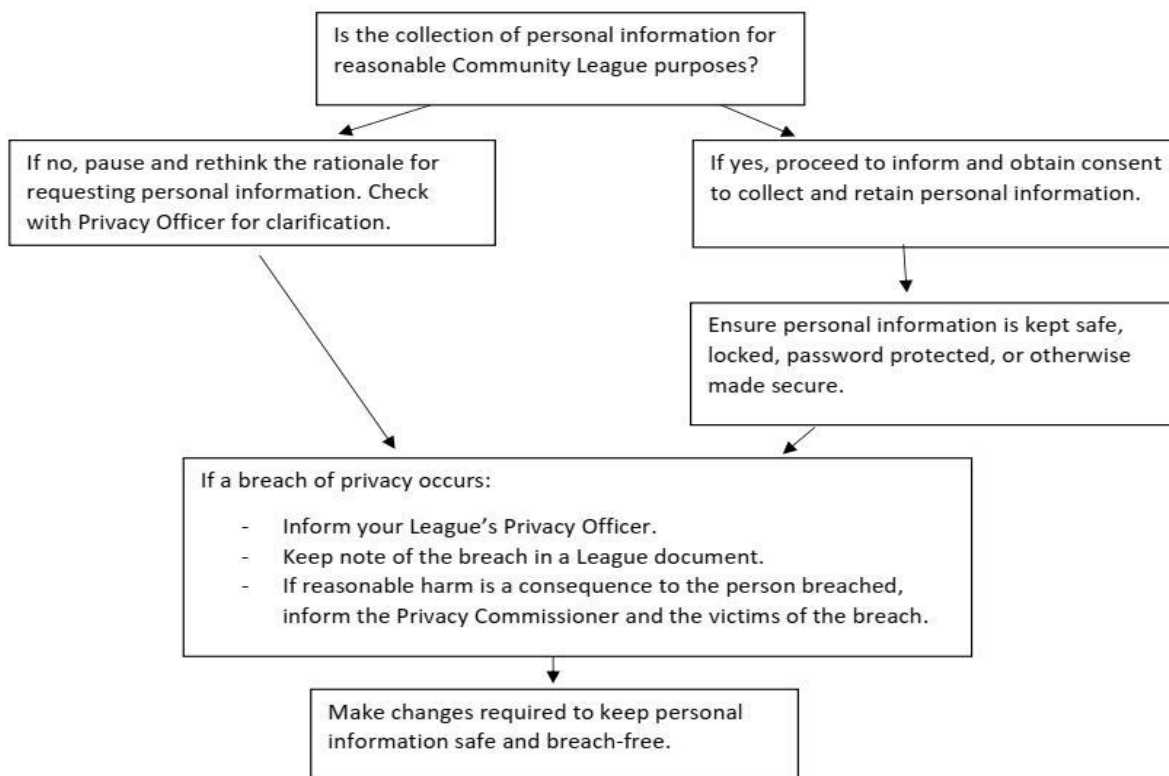 Is the collection of personal information for
reasonable Community League purposes?
If no, pause and rethink the rationale for
requesting personal information. Check
with Privacy Officer for clarification.
If yes, proceed to inform and obtain consent
to collect and retain personal information.
Ensure personal information is kept safe,
locked, password protected, or otherwise
made secure.
If a breach of privacy occurs:
- Inform your League’s Privacy Officer.
- Keep note of the breach in a League document.
- If reasonable harm is a consequence to the person breached,
inform the Privacy Commissioner and the victims of the breach.
Make changes required to keep personal
information safe and breach-free.